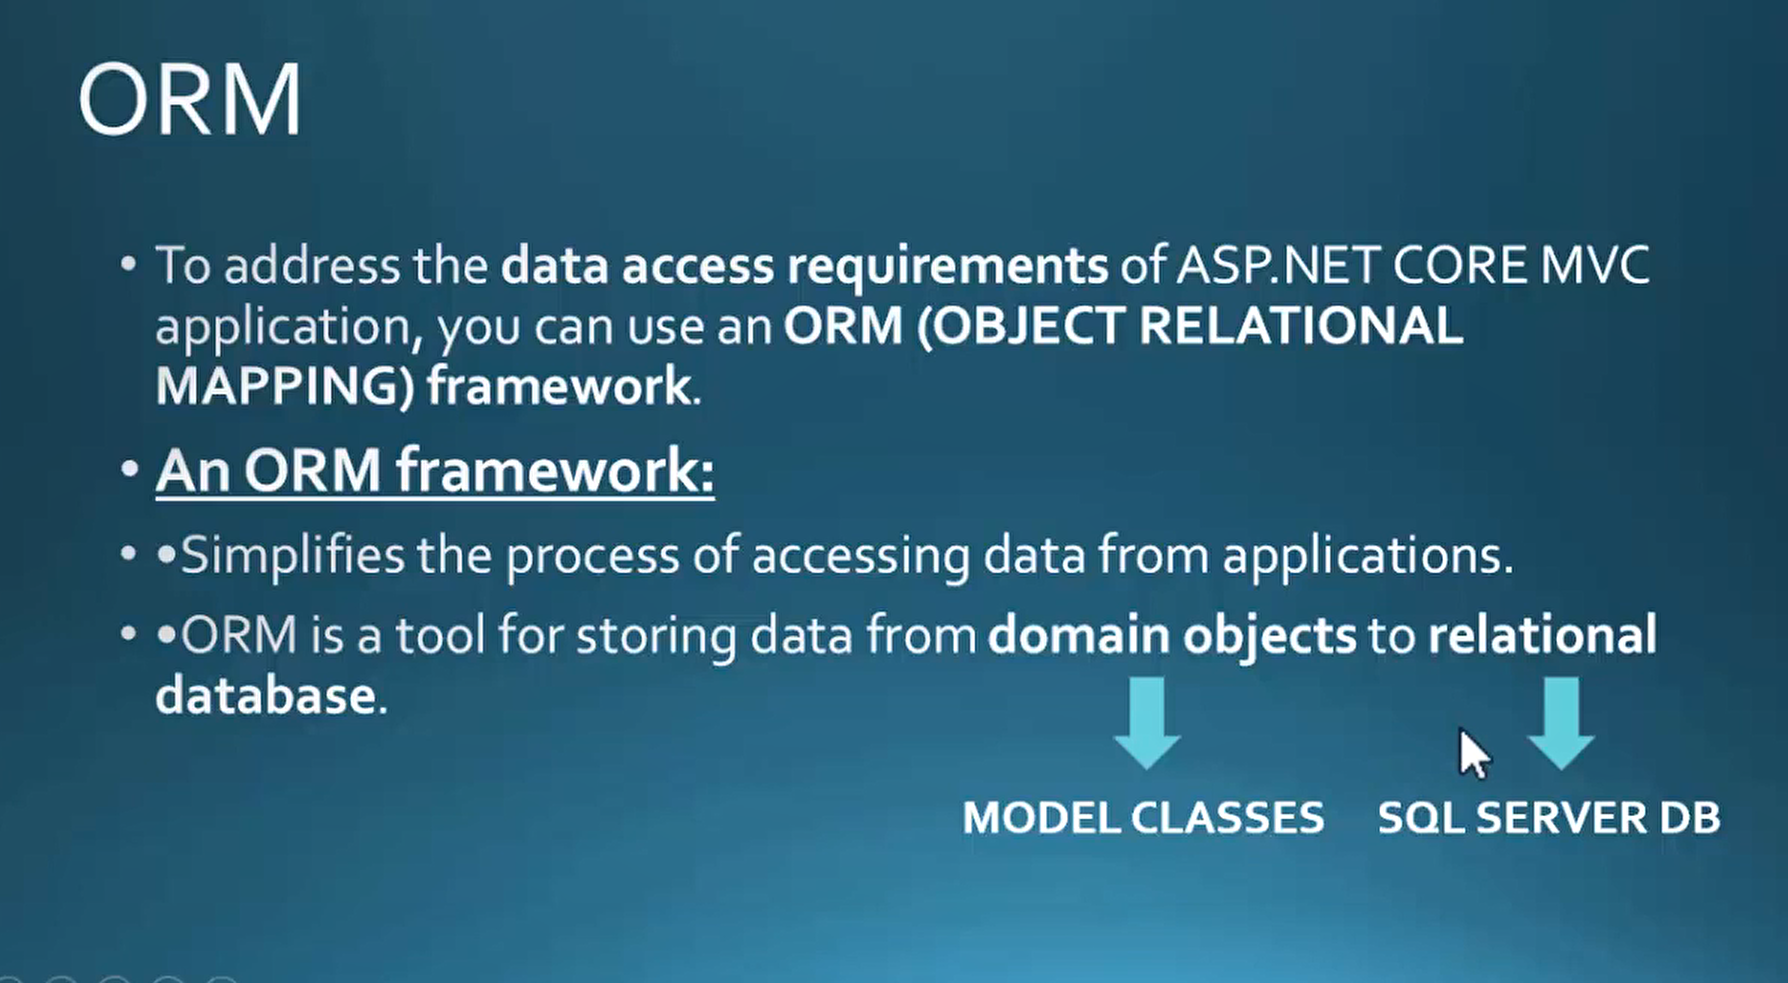 ORM
• To address the data access requirements of ASP.NET CORE MVC
application, you can use an ORM (OBJECT RELATIONAL
MAPPING) framework.
• An ORM framework:
• •Simplifies the process of accessing data from applications.
• •ORM is a tool for storing data from domain objects to relational
database.
MODEL CLASSES SQL SERVER DB